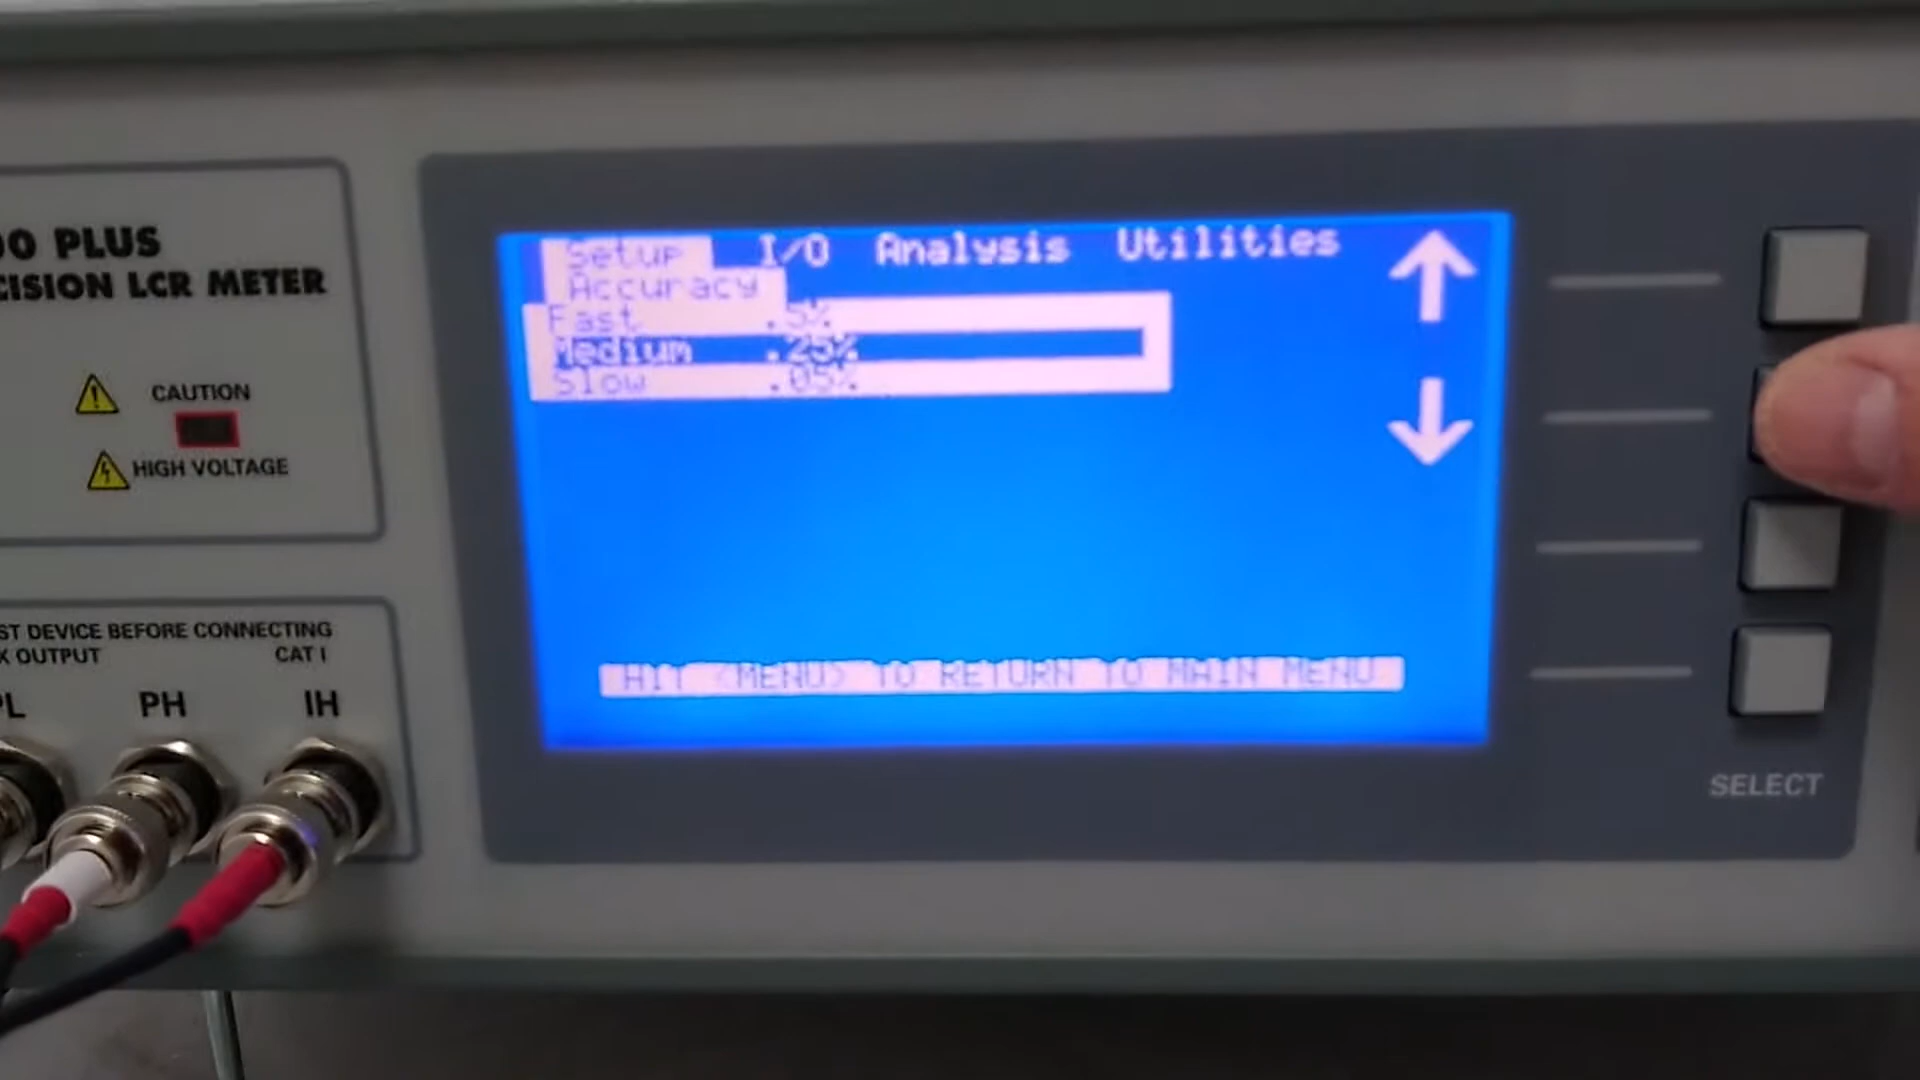 00 PLUS
CISION LCR METER
CAUTION
HIGH VOLTAGE
ST DEVICE BEFORE CONNECTING
K OUTPUT CAT I
PL PH IH
Setup I/O Analysis Utilities
Accuracy
Fast .5%
Medium .25%
Slow .05%
HIT <MENU> TO RETURN TO MAIN MENU
SELECT